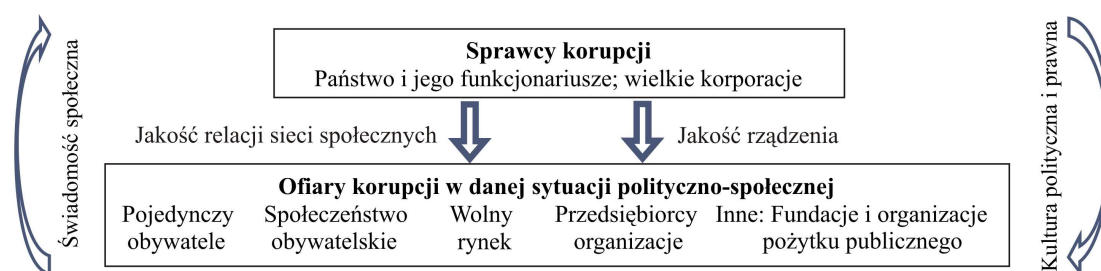 Świadomość społeczna
Sprawcy korupcji
Państwo i jego funkcjonariusze; wielkie korporacje
Jakość relacji sieci społecznych
Jakość rządzenia
Ofiary korupcji w danej sytuacji polityczno-społecznej
Pojedynczy
obywatele
Społeczeństwo
obywatelskie
Wolny
rynek
Przedsiębiorcy
organizacje
Inne: Fundacje i organizacje
pożytku publicznego
Kultura polityczna i prawna